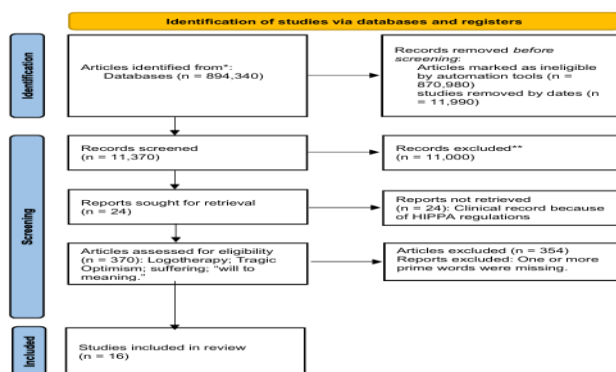 Identification of studies via databases and registers
Identification
Articles identified from*:
Databases (n = 894,340)
Records removed before
screening:
Articles marked as ineligible
by automation tools (n =
870,980)
studies removed by dates (n
= 11,990)
Screening
Records screened
(n = 11,370)
Records excluded**
(n = 11,000)
Reports sought for retrieval
(n = 24)
Reports not retrieved
(n = 24): Clinical record because
of HIPPA regulations
Articles assessed for eligibility
(n = 370): Logotherapy; Tragic
Optimism; suffering; "will to
meaning."
Articles excluded (n = 354)
Reports excluded: One or more
prime words were missing.
Included
Studies included in review
(n = 16)